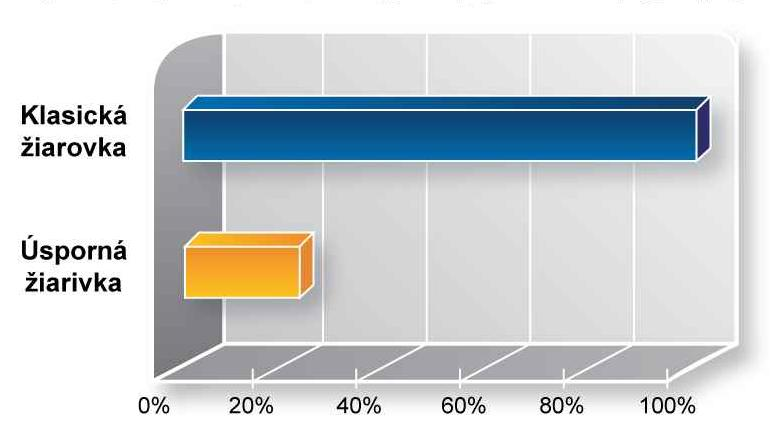 Klasická
žiarovka
Úsporná
žiarivka
0% 20% 40% 60% 80% 100%